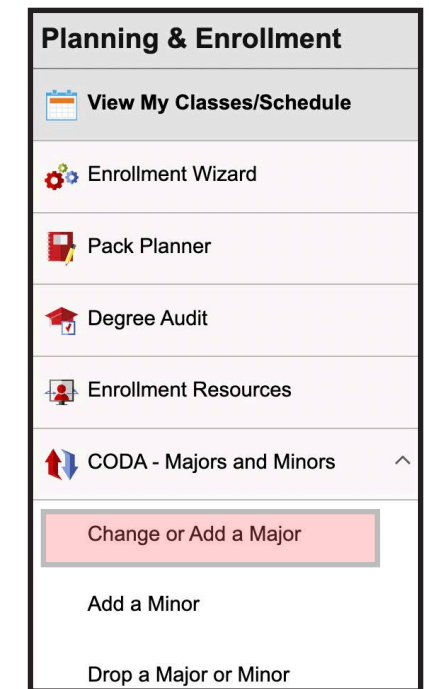 Planning & Enrollment
View My Classes/Schedule
Enrollment Wizard
Pack Planner
Degree Audit
Enrollment Resources
CODA - Majors and Minors
Change or Add a Major
Add a Minor
Drop a Major or Minor